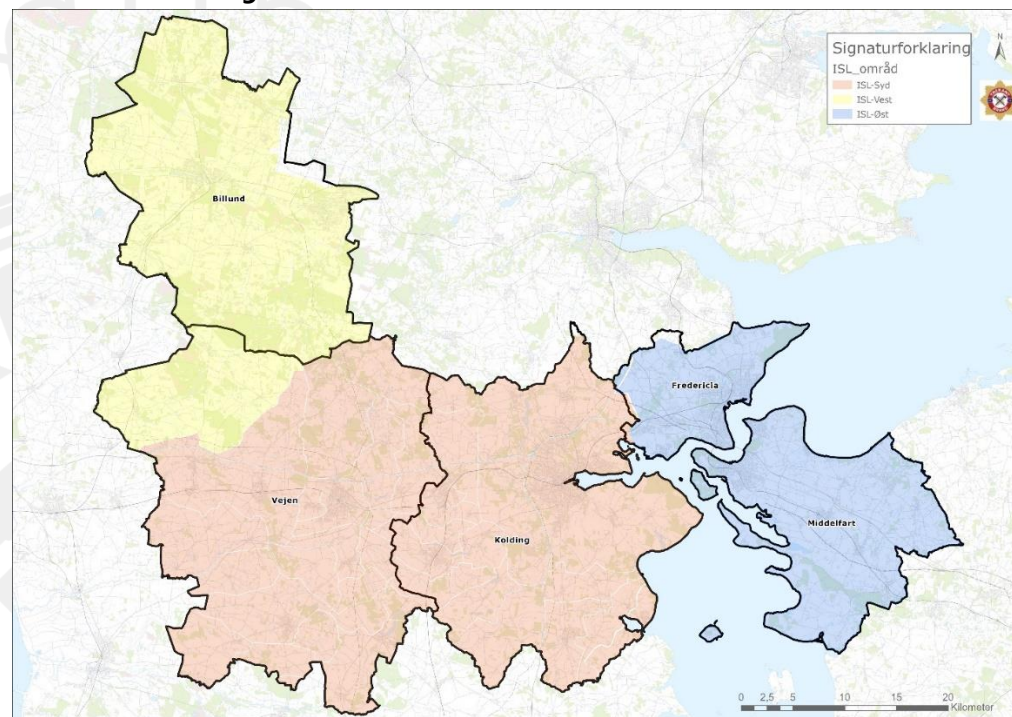 Signaturforklaring
N
ISL_områd
ISL-Syd
ISL-Vest
ISL-Øst
Billund
Fredericia
Vejen
Middelfart
Kolding
0 2,5 5 10 15 20
Kilometer